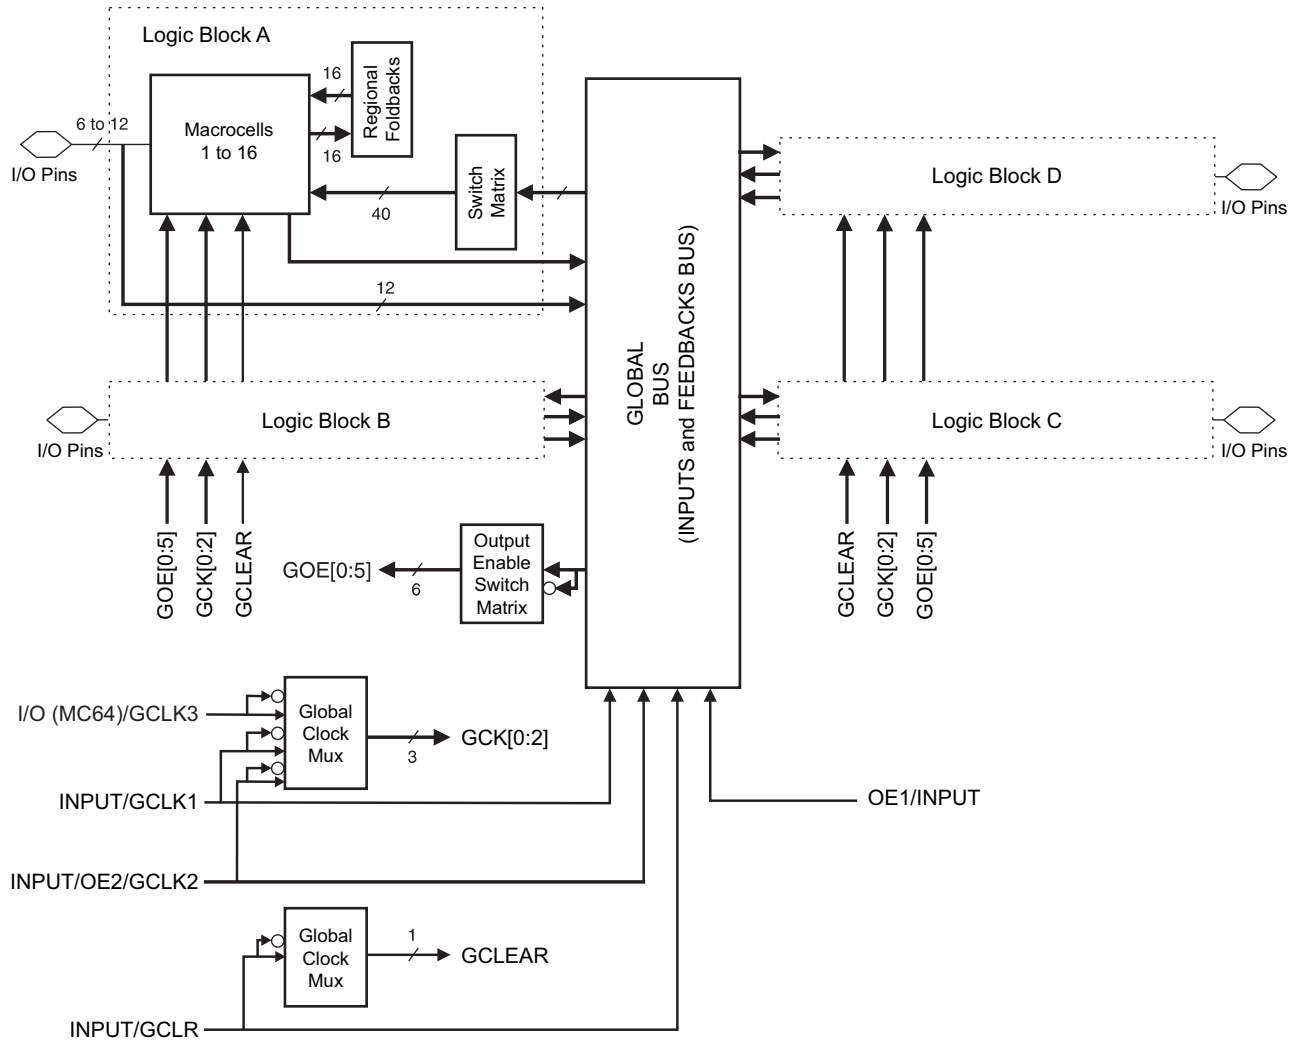 Logic Block A
16
Regional
Foldbacks
6 to 12
Macrocells
1 to 16
16
I/O Pins
40
Switch
Matrix
12
Logic Block D
I/O Pins
GLOBAL
BUS
(INPUTS and FEEDBACKS BUS)
Logic Block B
I/O Pins
Logic Block C
I/O Pins
GOE[0:5]
GCK[0:2]
GCLEAR
GCLEAR
GCK[0:2]
GOE[0:5]
Output
Enable
Switch
Matrix
GOE[0:5]
6
I/O (MC64)/GCLK3
Global
Clock
Mux
3
GCK[0:2]
INPUT/GCLK1
OE1/INPUT
INPUT/OE2/GCLK2
Global
Clock
Mux
1
GCLEAR
INPUT/GCLR